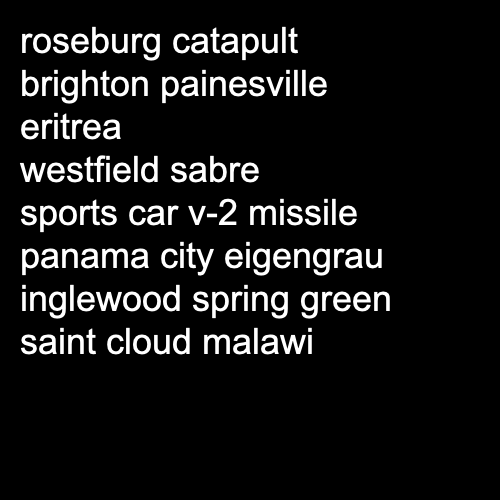 roseburg catapult
brighton painesville
eritrea
westfield sabre
sports car v-2 missile
panama city eigengrau
inglewood spring green
saint cloud malawi